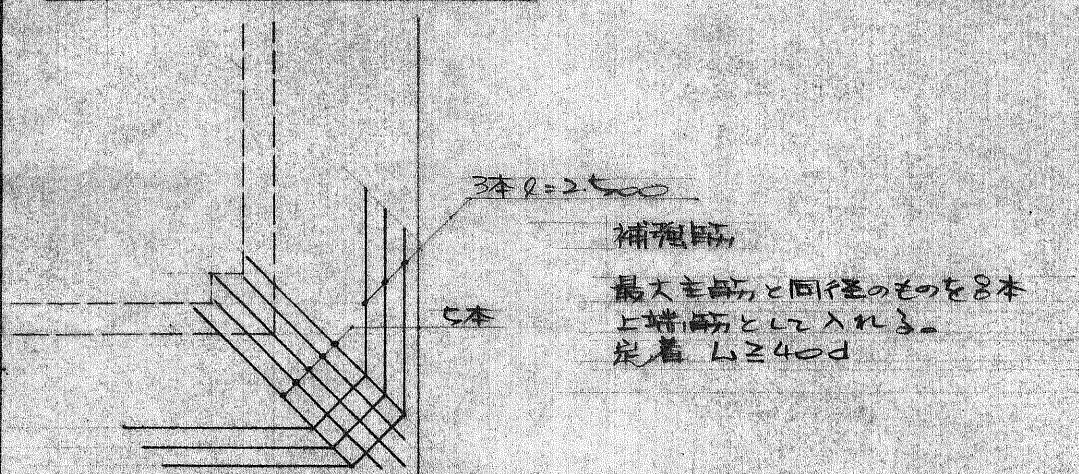 3本 ℓ=2.500
補強筋
最大主筋と同径のものを8本
5本
上端筋として入れる。
定着 L≧40d